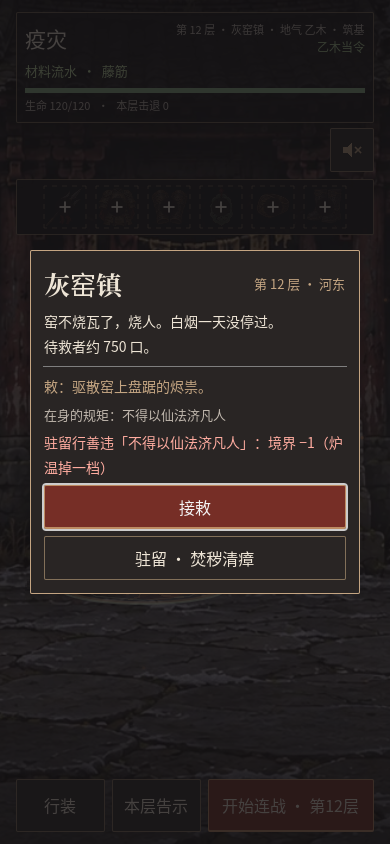 疫灾
第 12 层 · 灰窑镇 · 地气 乙木 · 筑基
乙木当令
材料流水 · 藤筋
生命 120/120 · 本层击退 0
+ + + + + +
灰窑镇
第 12 层 · 河东
窑不烧瓦了，烧人。白烟一天没停过。
待救者约 750 口。
敕：驱散窑上盘踞的烬祟。
在身的规矩：不得以仙法济凡人
驻留行善违「不得以仙法济凡人」：境界 −1（炉
温掉一档）
接敕
驻留 · 焚秽清瘴
行装
本层告示
开始连战 · 第12层